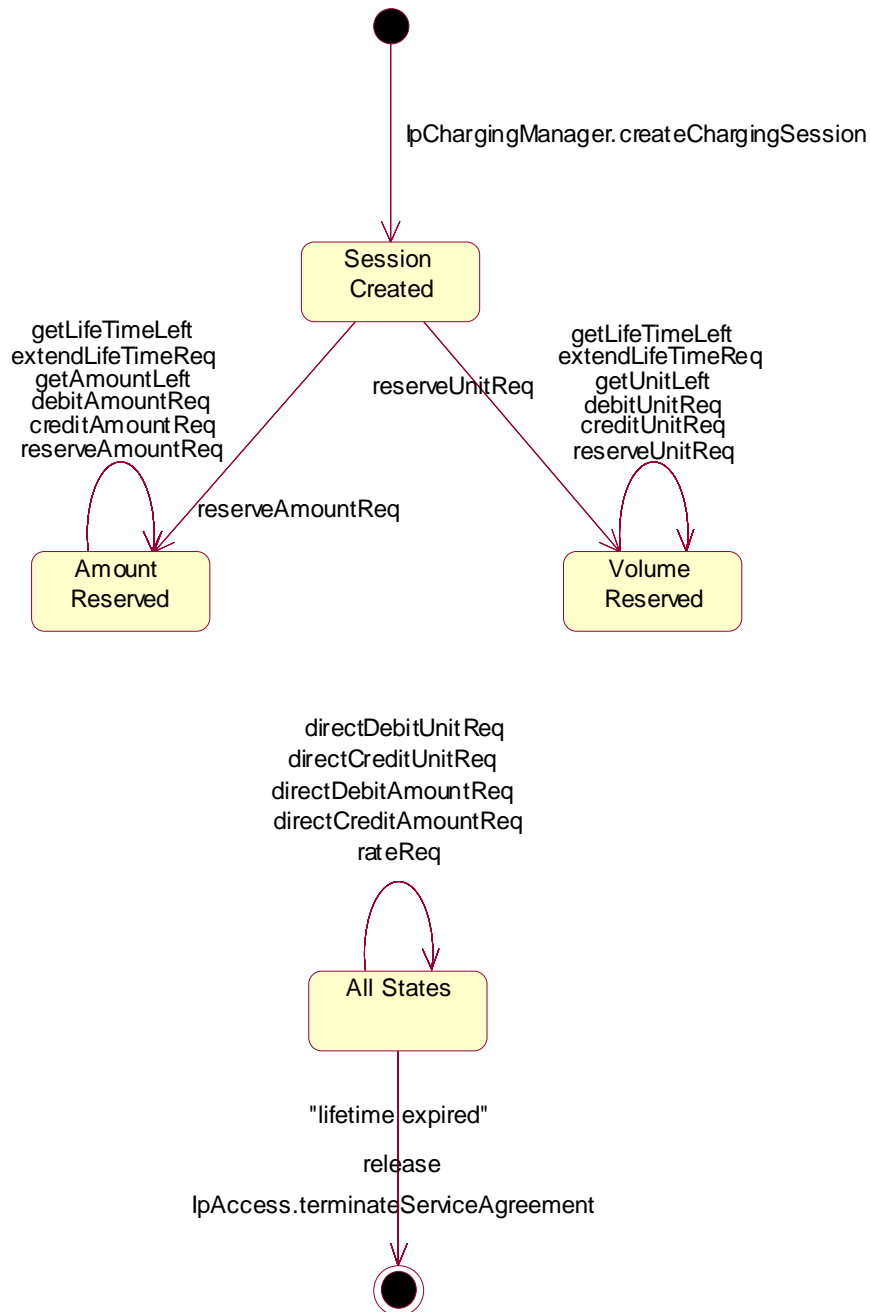 IpChargingManager.createChargingSession
Session
Created
getLifeTimeLeft
extendLifeTimeReq
getAmountLeft
debitAmountReq
creditAmountReq
reserveAmountReq
reserveUnitReq
getLifeTimeLeft
extendLifeTimeReq
getUnitLeft
debitUnitReq
creditUnitReq
reserveUnitReq
reserveAmountReq
Amount
Reserved
Volume
Reserved
directDebitUnitReq
directCreditUnitReq
directDebitAmountReq
directCreditAmountReq
rateReq
All States
"lifetime expired"
release
IpAccess.terminateServiceAgreement